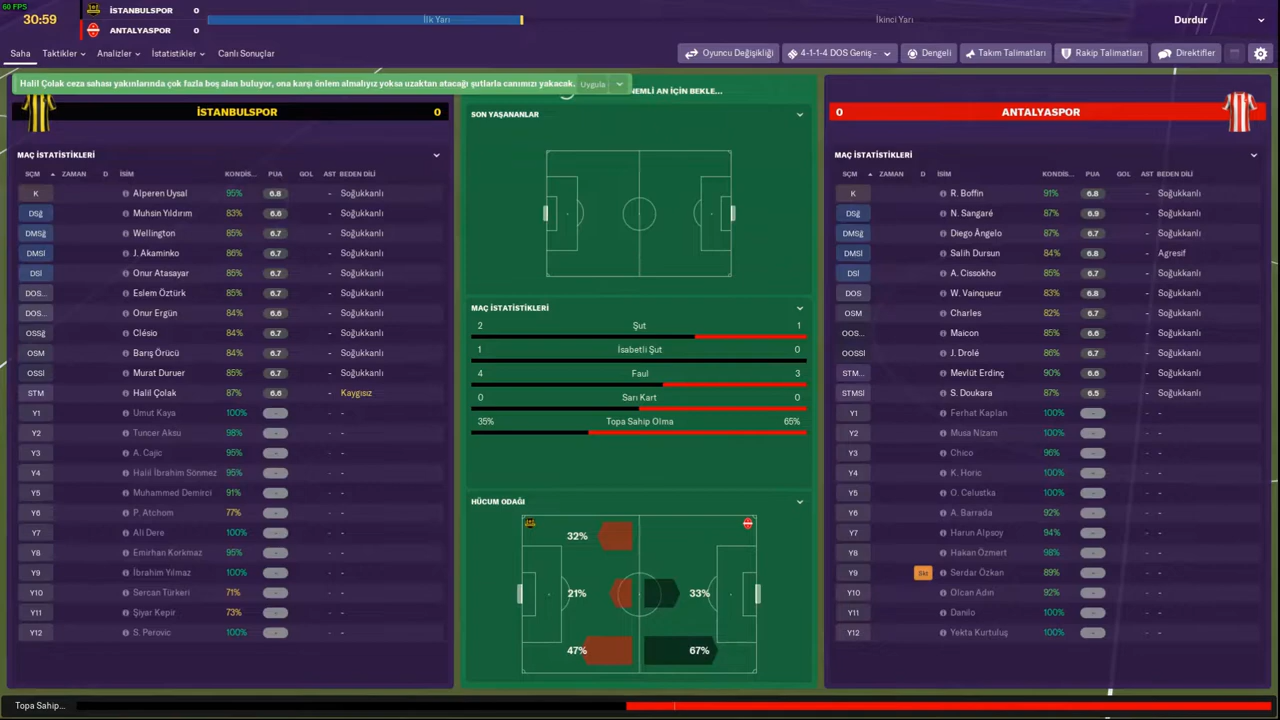 60 FPS
30:59
İSTANBULSPOR 0
ANTALYASPOR 0
İlk Yarı
İkinci Yarı
Durdur
Saha Taktikler Analizler İstatistikler Canlı Sonuçlar
Oyuncu Değişikliği 4-1-1-4 DOS Geniş - Dengeli Takım Talimatları Rakip Talimatları Direktifler
Halil Çolak ceza sahası yakınlarında çok fazla boş alan buluyor, ona karşı önlem almalıyız yoksa uzaktan atacağı şutlarla canımızı yakacak. Uygula
NEMLİ AN İÇİN BEKLE...
İSTANBULSPOR 0
MAÇ İSTATİSTİKLERİ
SÇM ZAMAN D İSİM KONDİS... PUA GOL AST BEDEN DİLİ
K Alperen Uysal 95% 6.8 - Soğukkanlı
DSğ Muhsin Yıldırım 83% 6.6 - Soğukkanlı
DMSğ Wellington 85% 6.7 - Soğukkanlı
DMSl J. Akaminko 86% 6.7 - Soğukkanlı
DSl Onur Atasayar 85% 6.7 - Soğukkanlı
DOS... Eslem Öztürk 85% 6.7 - Soğukkanlı
DOS... Onur Ergün 84% 6.6 - Soğukkanlı
OSSğ Clésio 84% 6.7 - Soğukkanlı
OSM Barış Örücü 84% 6.7 - Soğukkanlı
OSSl Murat Duruer 85% 6.7 - Soğukkanlı
STM Halil Çolak 87% 6.6 - Kaygısız
Y1 Umut Kaya 100% - - -
Y2 Tuncer Aksu 98% - - -
Y3 A. Cajic 95% - - -
Y4 Halil İbrahim Sönmez 95% - - -
Y5 Muhammed Demirci 91% - - -
Y6 P. Atchom 77% - - -
Y7 Ali Dere 100% - - -
Y8 Emirhan Korkmaz 95% - - -
Y9 İbrahim Yılmaz 100% - - -
Y10 Sercan Türkeri 71% - - -
Y11 Şiyar Kepir 73% - - -
Y12 S. Perovic 100% - - -
SON YAŞANANLAR
MAÇ İSTATİSTİKLERİ
2 Şut 1
1 İsabetli Şut 0
4 Faul 3
0 Sarı Kart 0
35% Topa Sahip Olma 65%
HÜCUM ODAĞI
32%
21% 33%
47% 67%
0 ANTALYASPOR
MAÇ İSTATİSTİKLERİ
SÇM ZAMAN D İSİM KONDİS... PUA GOL AST BEDEN DİLİ
K R. Boffin 91% 6.8 - Soğukkanlı
DSğ N. Sangaré 87% 6.9 - Soğukkanlı
DMSğ Diego Ângelo 87% 6.7 - Soğukkanlı
DMSl Salih Dursun 84% 6.8 - Agresif
DSl A. Cissokho 85% 6.7 - Soğukkanlı
DOS W. Vainqueur 83% 6.8 - Soğukkanlı
OSM Charles 82% 6.7 - Soğukkanlı
OOS... Maicon 85% 6.6 - Soğukkanlı
OOSSl J. Drolé 86% 6.7 - Soğukkanlı
STM... Mevlüt Erdinç 90% 6.6 - Soğukkanlı
STMSl S. Doukara 87% 6.5 - Soğukkanlı
Y1 Ferhat Kaplan 100% - - -
Y2 Musa Nizam 100% - - -
Y3 Chico 96% - - -
Y4 K. Horic 100% - - -
Y5 O. Celustka 100% - - -
Y6 A. Barrada 92% - - -
Y7 Harun Alpsoy 94% - - -
Y8 Hakan Özmert 98% - - -
Y9 Skt Serdar Özkan 89% - - -
Y10 Olcan Adın 92% - - -
Y11 Danilo 100% - - -
Y12 Yekta Kurtuluş 100% - - -
Topa Sahip...